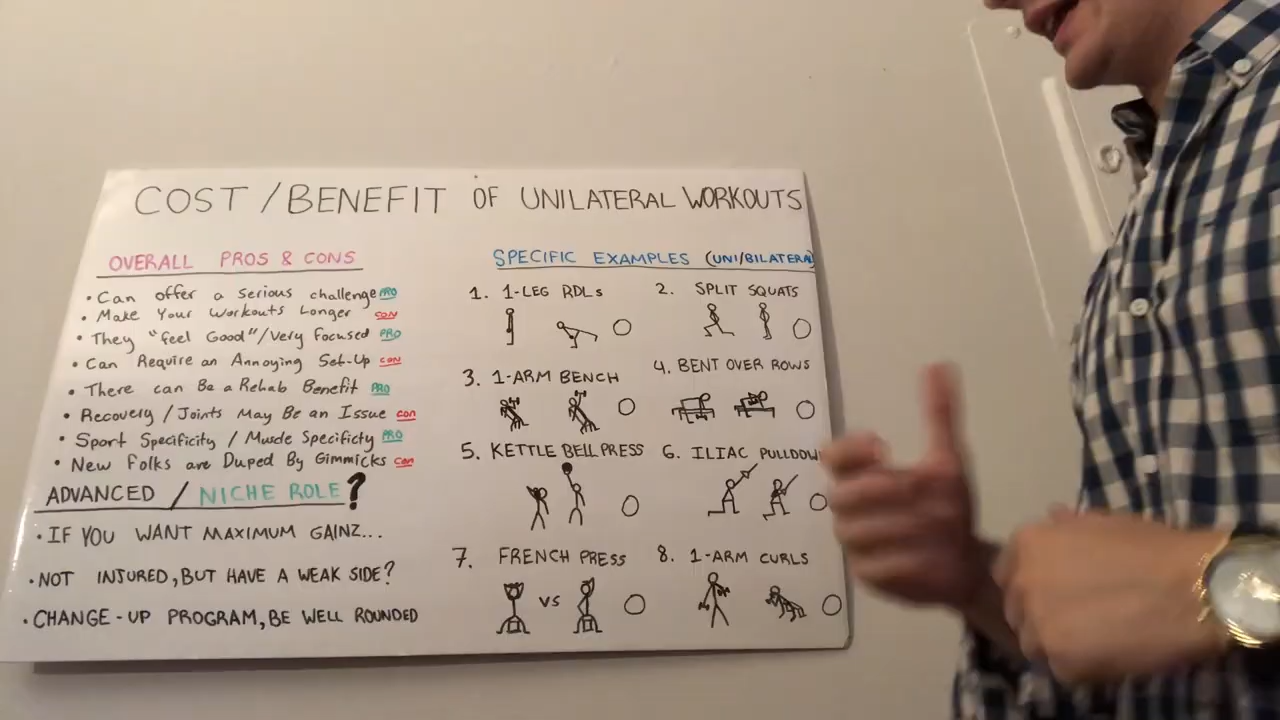 COST / BENEFIT OF UNILATERAL WORKOUTS
OVERALL PROS & CONS
• Can offer a serious challenge PRO
• Make Your Workouts Longer con
• They "feel Good"/Very Focused PRO
• Can Require an Annoying Set-Up con
• There can Be a Rehab Benefit PRO
• Recovery / Joints May Be an Issue con
• Sport Specificity / Muscle Specificty PRO
• New Folks are Duped By Gimmicks con
ADVANCED / NICHE ROLE?
• IF YOU WANT MAXIMUM GAINZ...
• NOT INJURED, BUT HAVE A WEAK SIDE?
• CHANGE-UP PROGRAM, BE WELL ROUNDED
SPECIFIC EXAMPLES (UNI/BILATERAL)
1. 1-LEG RDLs
2. SPLIT SQUATS
3. 1-ARM BENCH
4. BENT OVER ROWS
5. KETTLE BELL PRESS
6. ILIAC PULLDOW
7. FRENCH PRESS
VS
8. 1-ARM CURLS